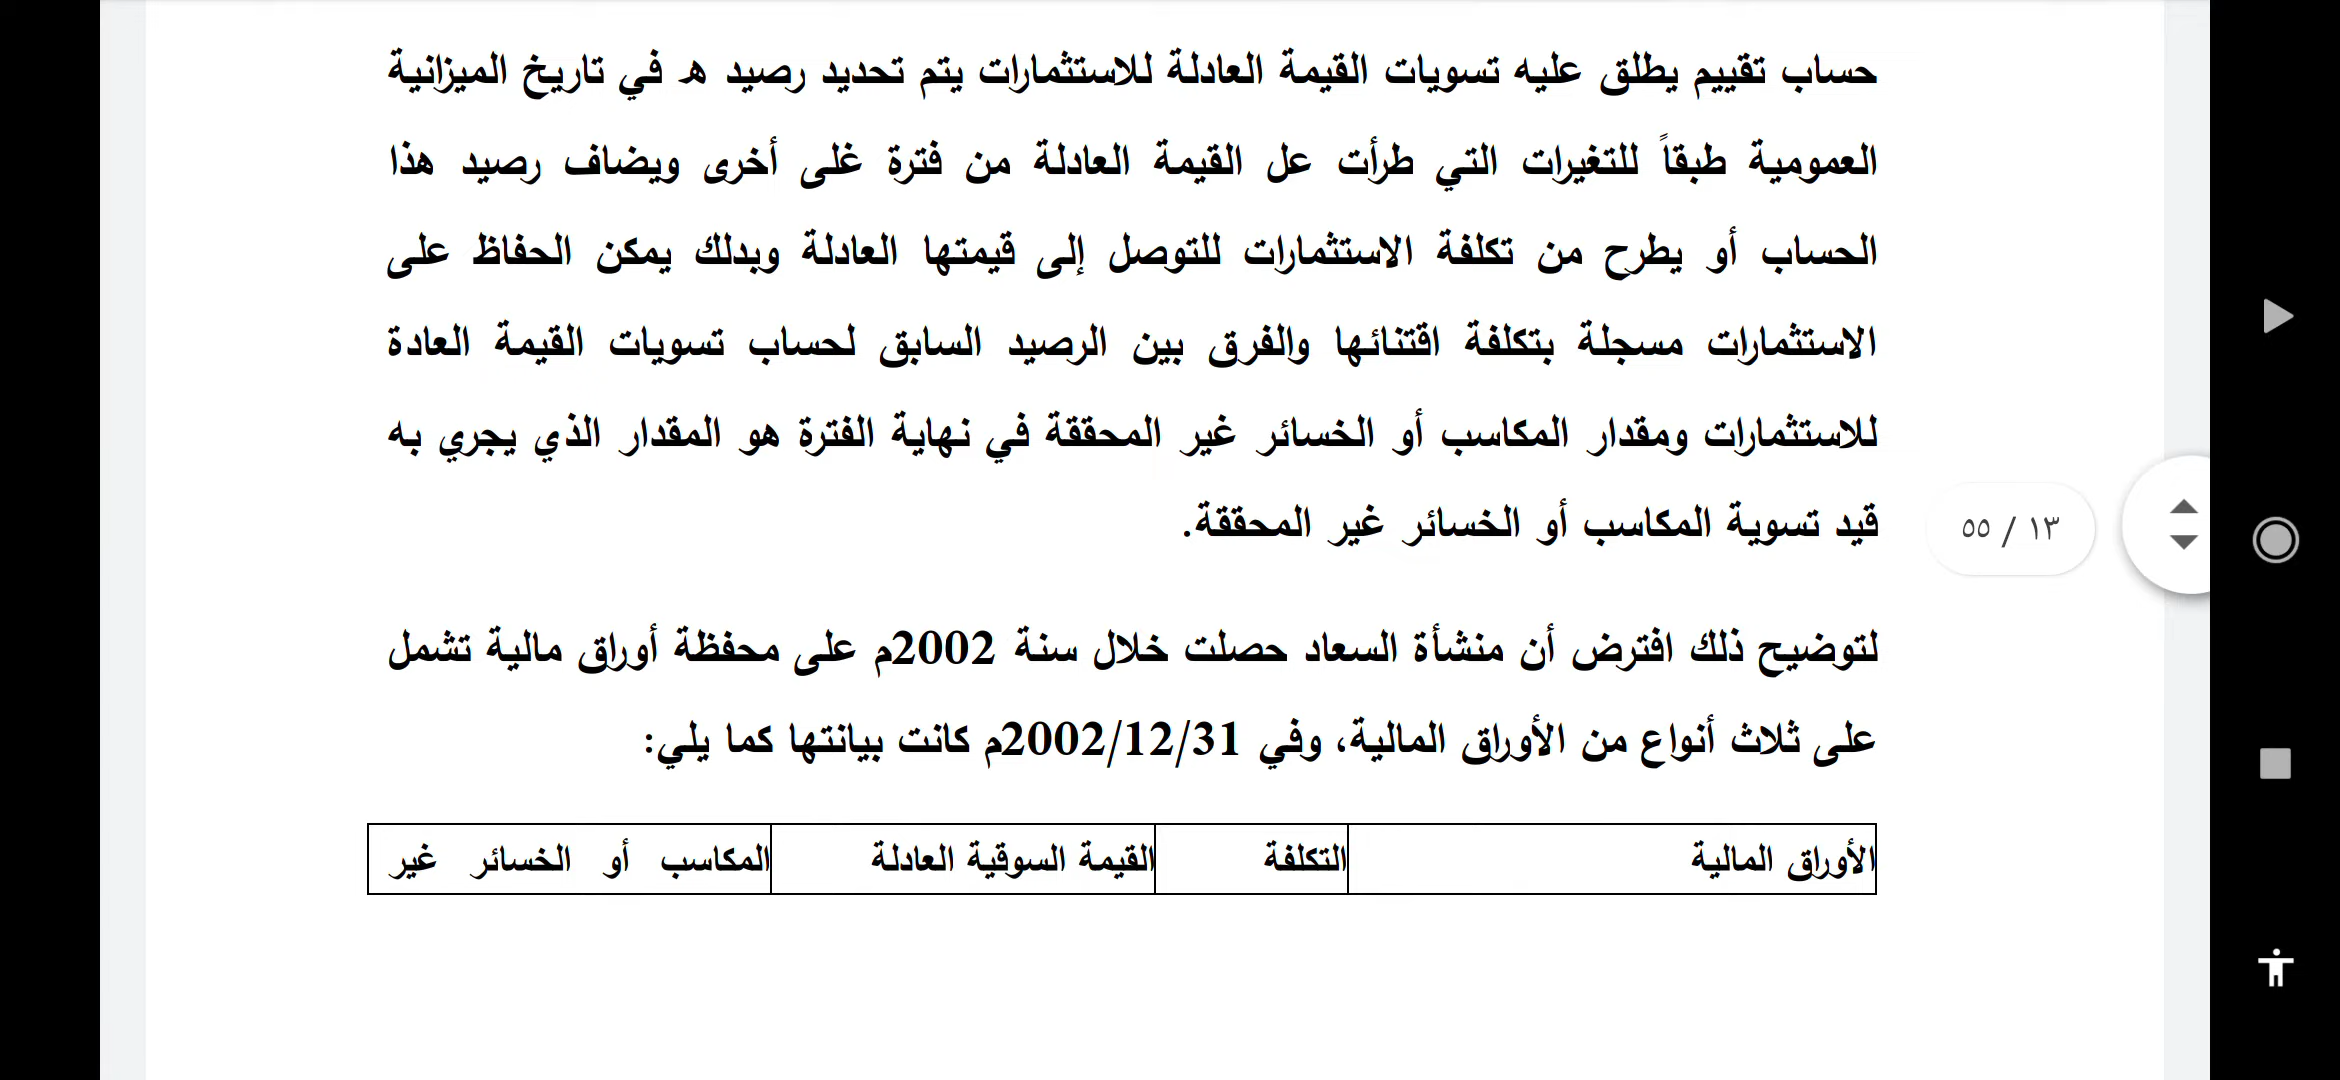 حساب تقييم يطلق عليه تسويات القيمة العادلة للاستثمارات يتم تحديد رصيد ه في تاريخ الميزانية
العمومية طبقاً للتغيرات التي طرأت عل القيمة العادلة من فترة غلى أخرى ويضاف رصيد هذا
الحساب أو يطرح من تكلفة الاستثمارات للتوصل إلى قيمتها العادلة وبدلك يمكن الحفاظ على
الاستثمارات مسجلة بتكلفة اقتنائها والفرق بين الرصيد السابق لحساب تسويات القيمة العادة
للاستثمارات ومقدار المكاسب أو الخسائر غير المحققة في نهاية الفترة هو المقدار الذي يجري به
قيد تسوية المكاسب أو الخسائر غير المحققة.
١٣ / ٥٥
لتوضيح ذلك افترض أن منشأة السعاد حصلت خلال سنة 2002م على محفظة أوراق مالية تشمل
على ثلاث أنواع من الأوراق المالية، وفي 2002/12/31م كانت بيانتها كما يلي:
الأوراق المالية التكلفة القيمة السوقية العادلة المكاسب أو الخسائر غير